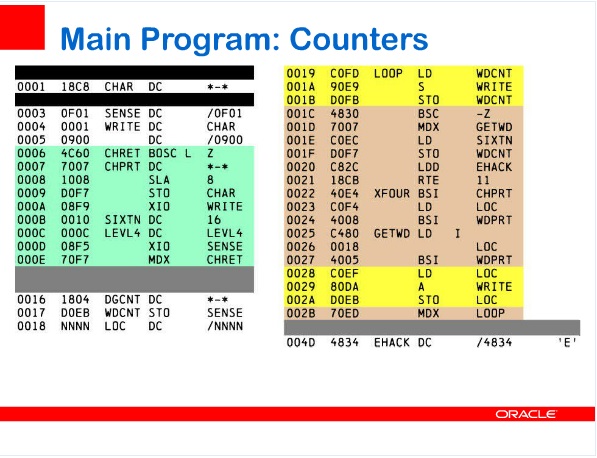 Main Program: Counters
0001 18C8 CHAR DC *-*
0003 0F01 SENSE DC /0F01
0004 0001 WRITE DC CHAR
0005 0900 DC /0900
0006 4C60 CHRET BOSC L Z
0007 7007 CHPRT DC *-*
0008 1008 SLA 8
0009 D0F7 STO CHAR
000A 08F9 XIO WRITE
000B 0010 SIXTN DC 16
000C 000C LEVL4 DC LEVL4
000D 08F5 XIO SENSE
000E 70F7 MDX CHRET
0016 1804 DGCNT DC *-*
0017 D0EB WDCNT STO SENSE
0018 NNNN LOC DC /NNNN
0019 C0FD LOOP LD WDCNT
001A 90E9 S WRITE
001B D0FB STO WDCNT
001C 4830 BSC -Z
001D 7007 MDX GETWD
001E C0EC LD SIXTN
001F D0F7 STO WDCNT
0020 C82C LDD EHACK
0021 18CB RTE 11
0022 40E4 XFOUR BSI CHPRT
0023 C0F4 LD LOC
0024 4008 BSI WDPRT
0025 C480 GETWD LD I
0026 0018 LOC
0027 4005 BSI WDPRT
0028 C0EF LD LOC
0029 80DA A WRITE
002A D0EB STO LOC
002B 70ED MDX LOOP
004D 4834 EHACK DC /4834 'E'
ORACLE